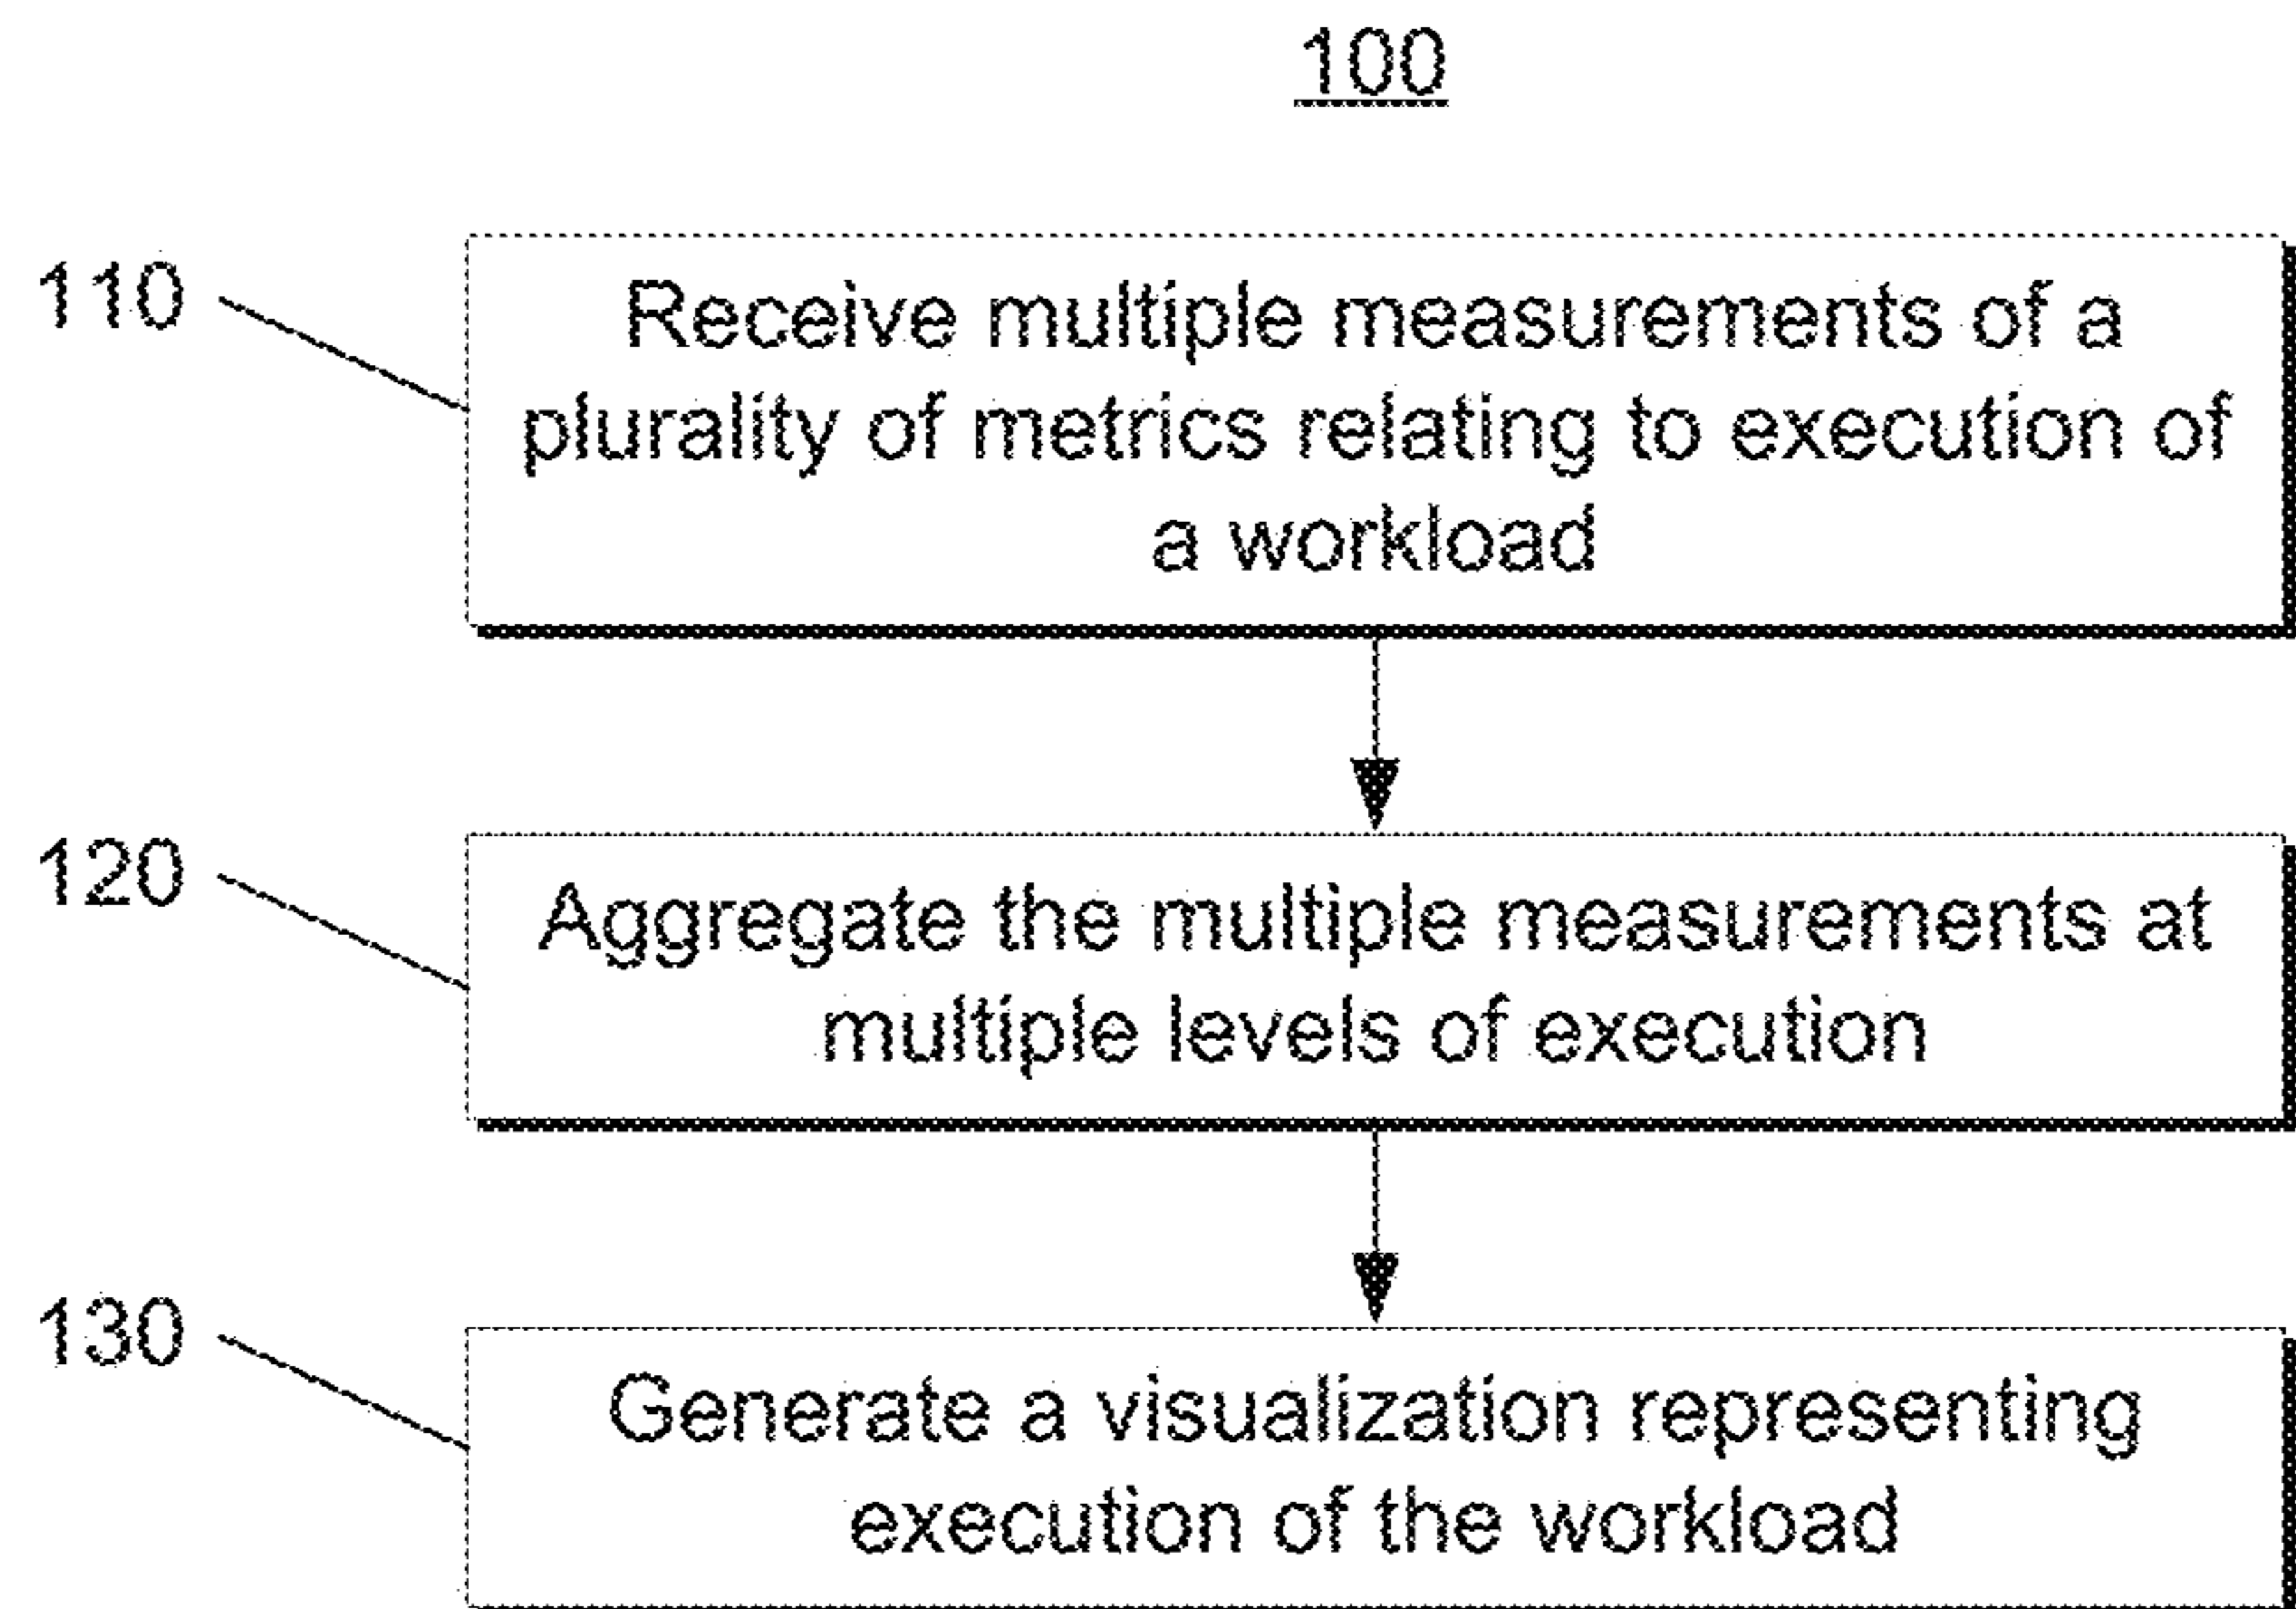 100
110
Receive multiple measurements of a
plurality of metrics relating to execution of
a workload
120
Aggregate the multiple measurements at
multiple levels of execution
130
Generate a visualization representing
execution of the workload